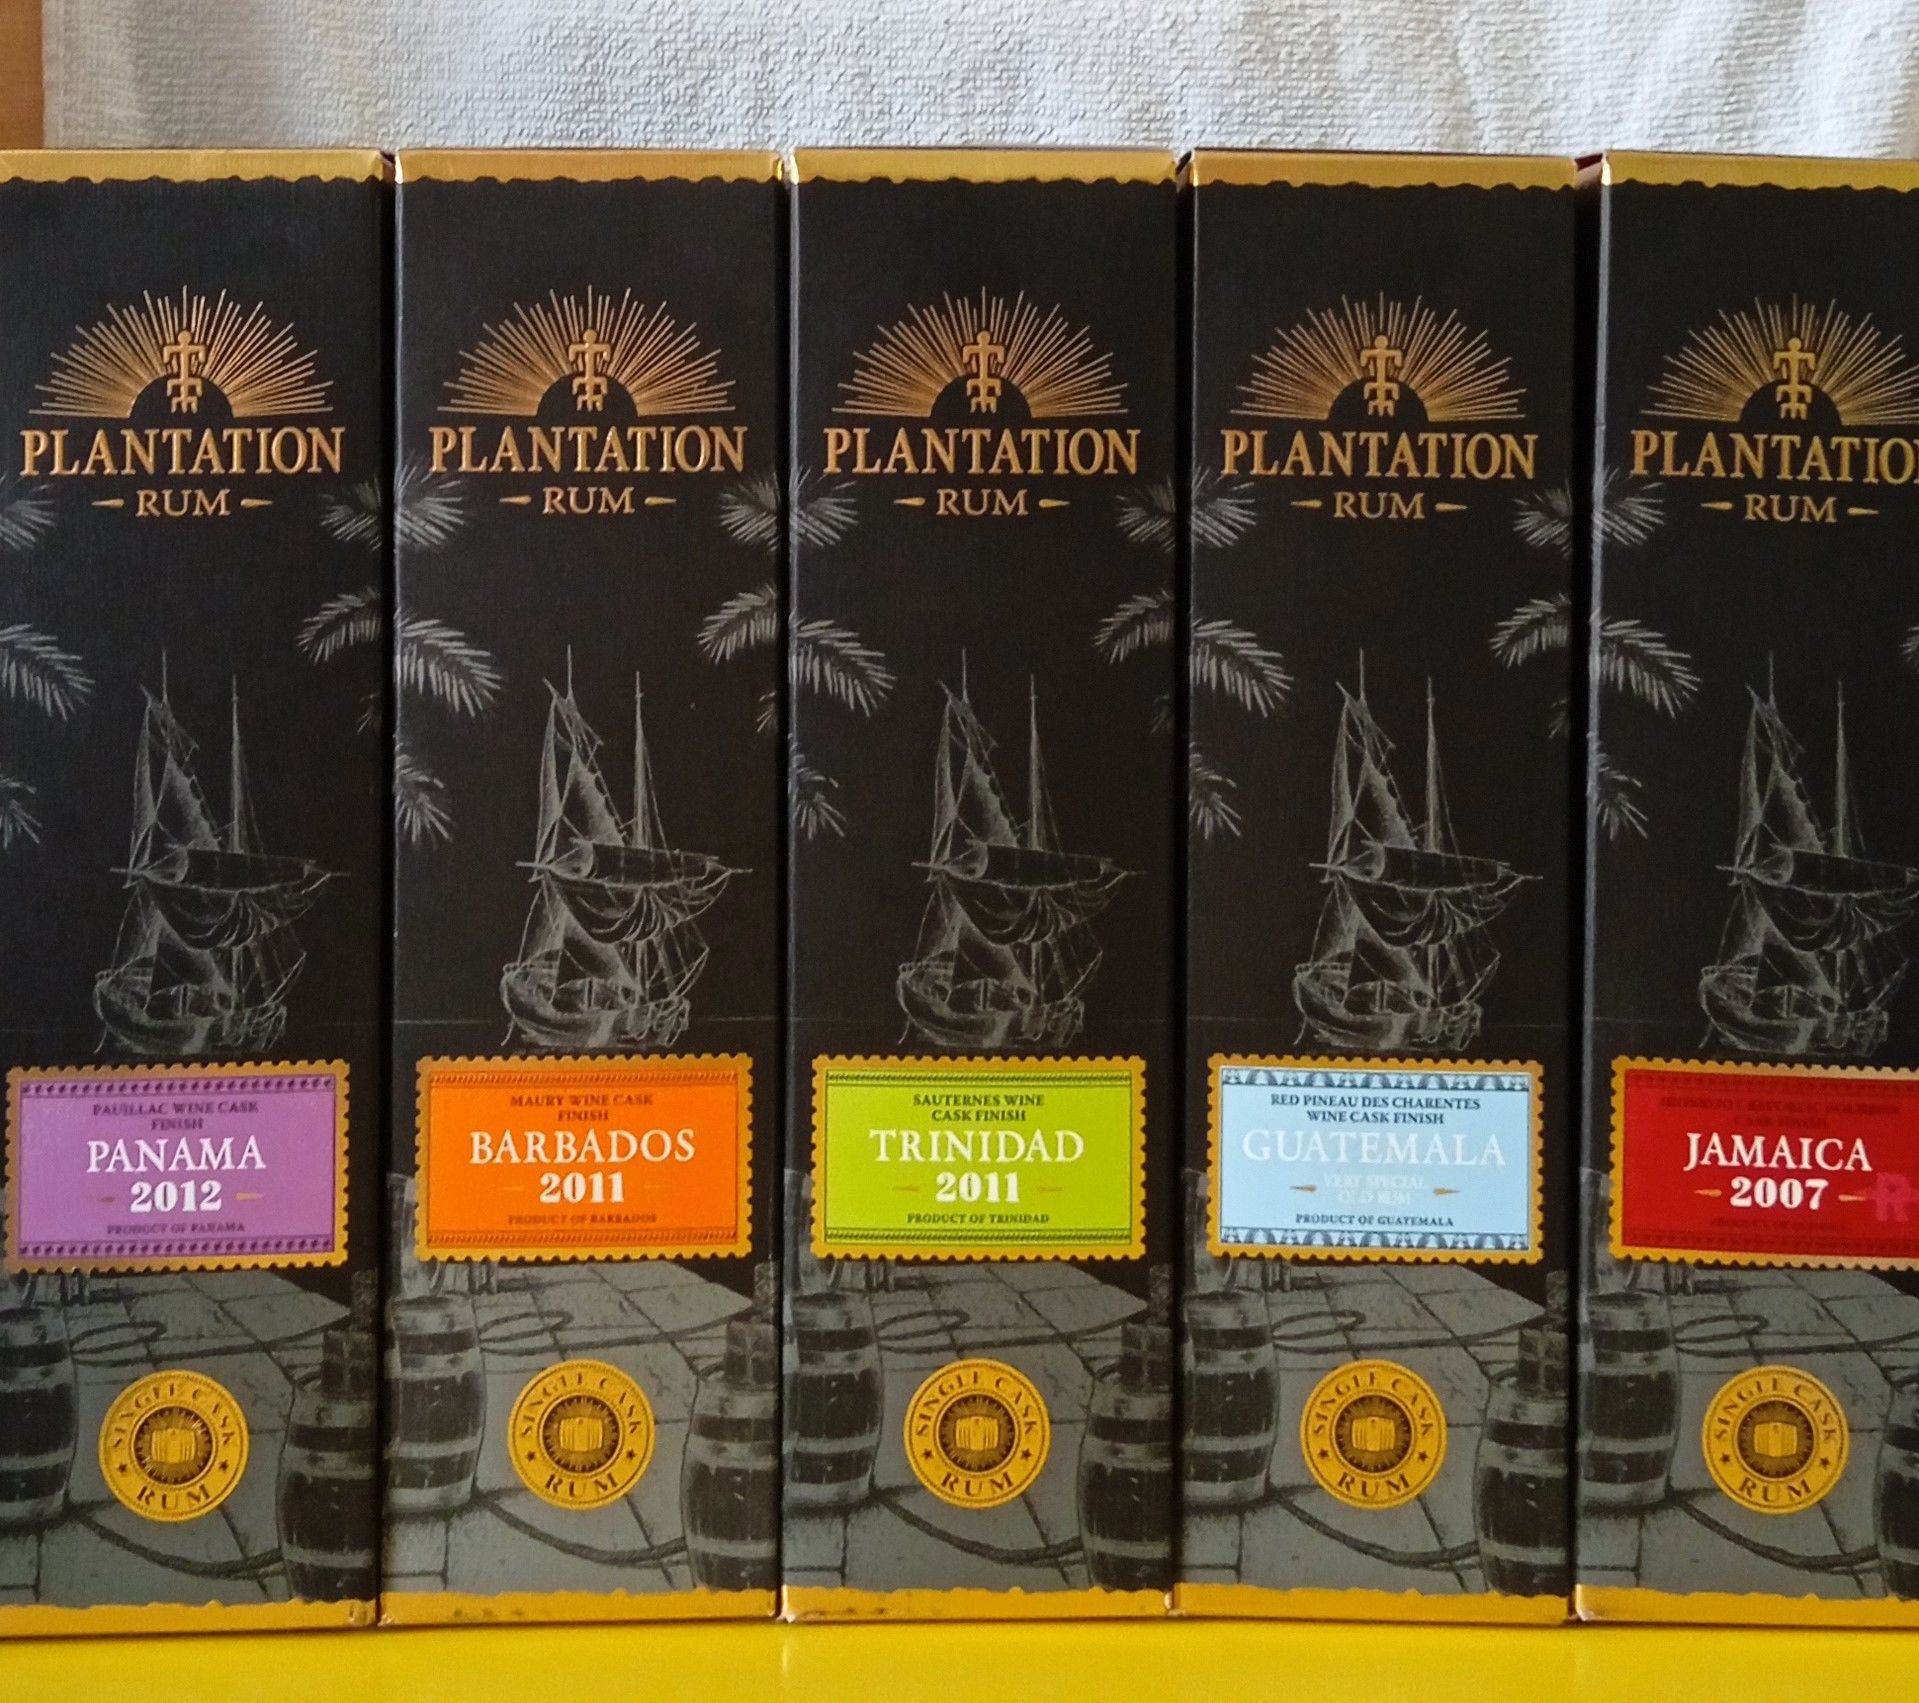 PLANTATION
RUM
PAUILLAC WINE CASK
FINISH
PANAMA
2012
PRODUCT OF PANAMA
SINGLE CASK
RUM
PLANTATION
RUM
MAURY WINE CASK
FINISH
BARBADOS
2011
PRODUCT OF BARBADOS
SINGLE CASK
RUM
PLANTATION
RUM
SAUTERNES WINE
CASK FINISH
TRINIDAD
2011
PRODUCT OF TRINIDAD
SINGLE CASK
RUM
PLANTATION
RUM
RED PINEAU DES CHARENTES
WINE CASK FINISH
GUATEMALA
VERY SPECIAL
OLD RUM
PRODUCT OF GUATEMALA
SINGLE CASK
RUM
PLANTATIO
RUM
CASK FINISH
JAMAICA
2007
R
SINGLE CASK
RUM